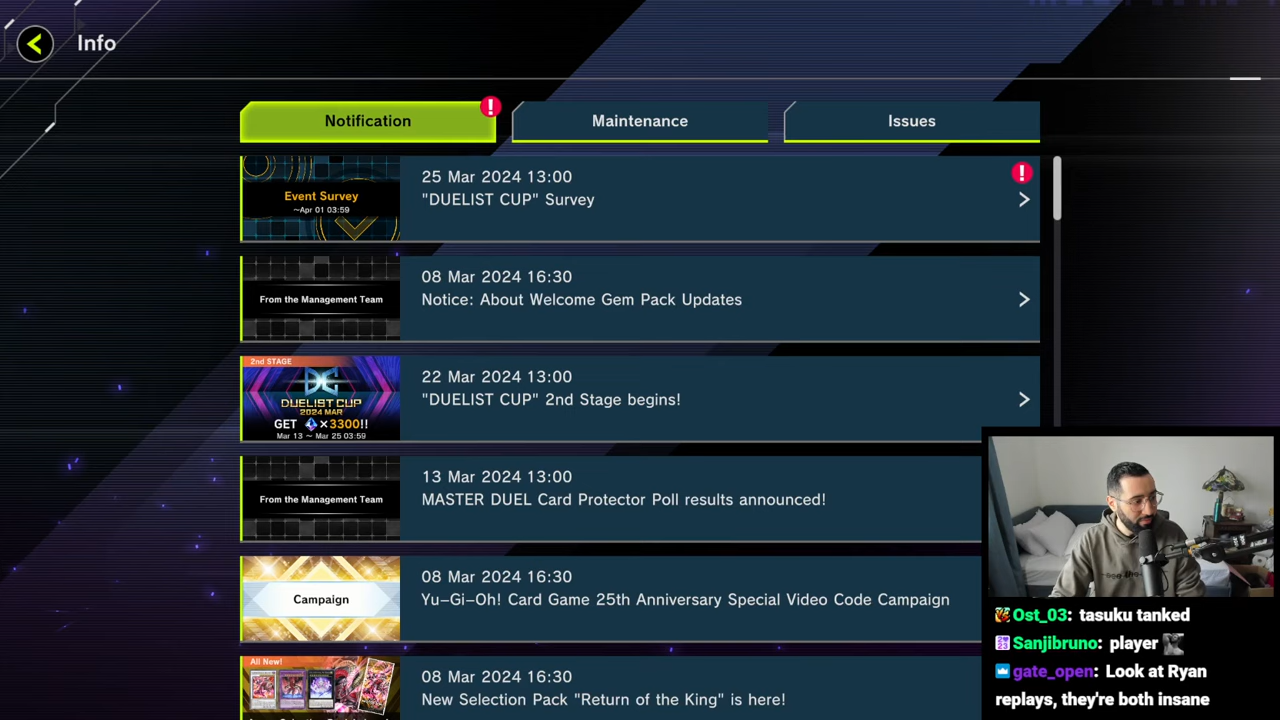 Info
Notification
Maintenance
Issues
Event Survey
~Apr 01 03:59
25 Mar 2024 13:00
"DUELIST CUP" Survey
From the Management Team
08 Mar 2024 16:30
Notice: About Welcome Gem Pack Updates
2nd STAGE
DUELIST CUP
2024 MAR
GET ×3300!!
Mar 13 ~ Mar 25 03:59
22 Mar 2024 13:00
"DUELIST CUP" 2nd Stage begins!
From the Management Team
13 Mar 2024 13:00
MASTER DUEL Card Protector Poll results announced!
Campaign
08 Mar 2024 16:30
Yu-Gi-Oh! Card Game 25th Anniversary Special Video Code Campaign
All New!
08 Mar 2024 16:30
New Selection Pack "Return of the King" is here!
Ost_03: tasuku tanked
Sanjibruno: player
gate_open: Look at Ryan
replays, they're both insane